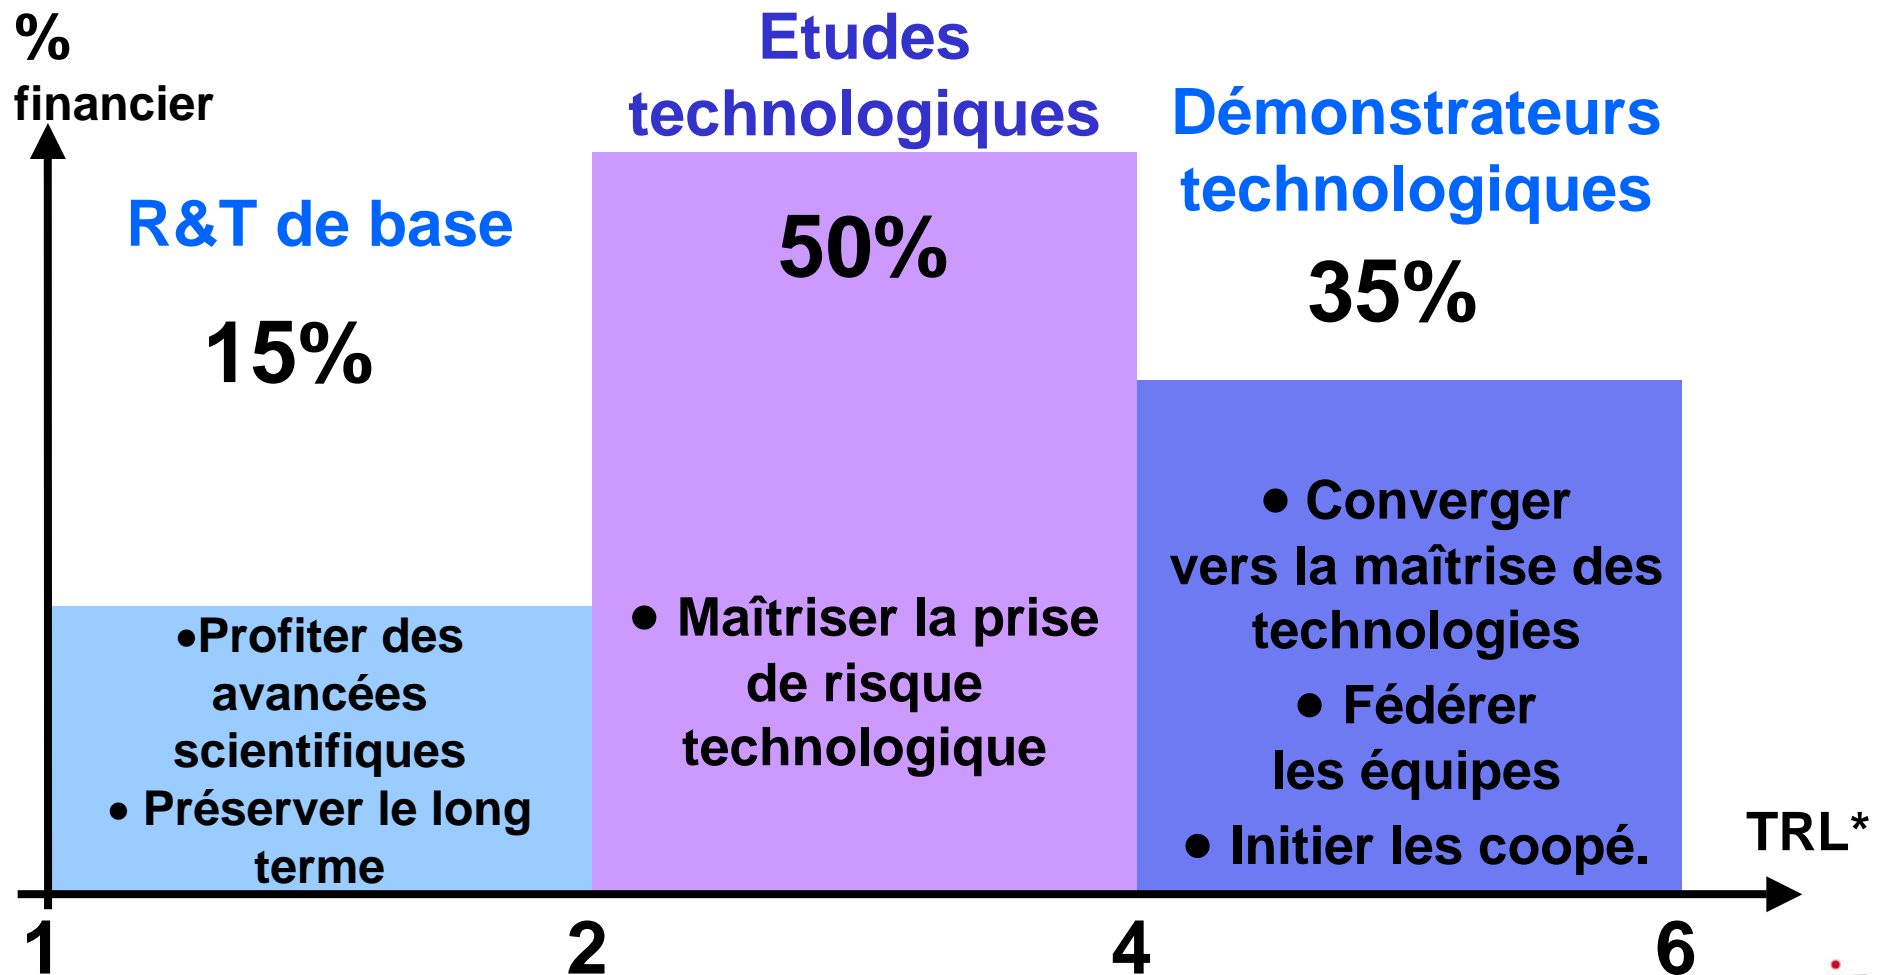 %
financier
R&T de base
15%
•Profiter des
avancées
scientifiques
• Préserver le long
terme
Etudes
technologiques
50%
• Maîtriser la prise
de risque
technologique
Démonstrateurs
technologiques
35%
• Converger
vers la maîtrise des
technologies
• Fédérer
les équipes
• Initier les coopé.
TRL*
1
2
4
6